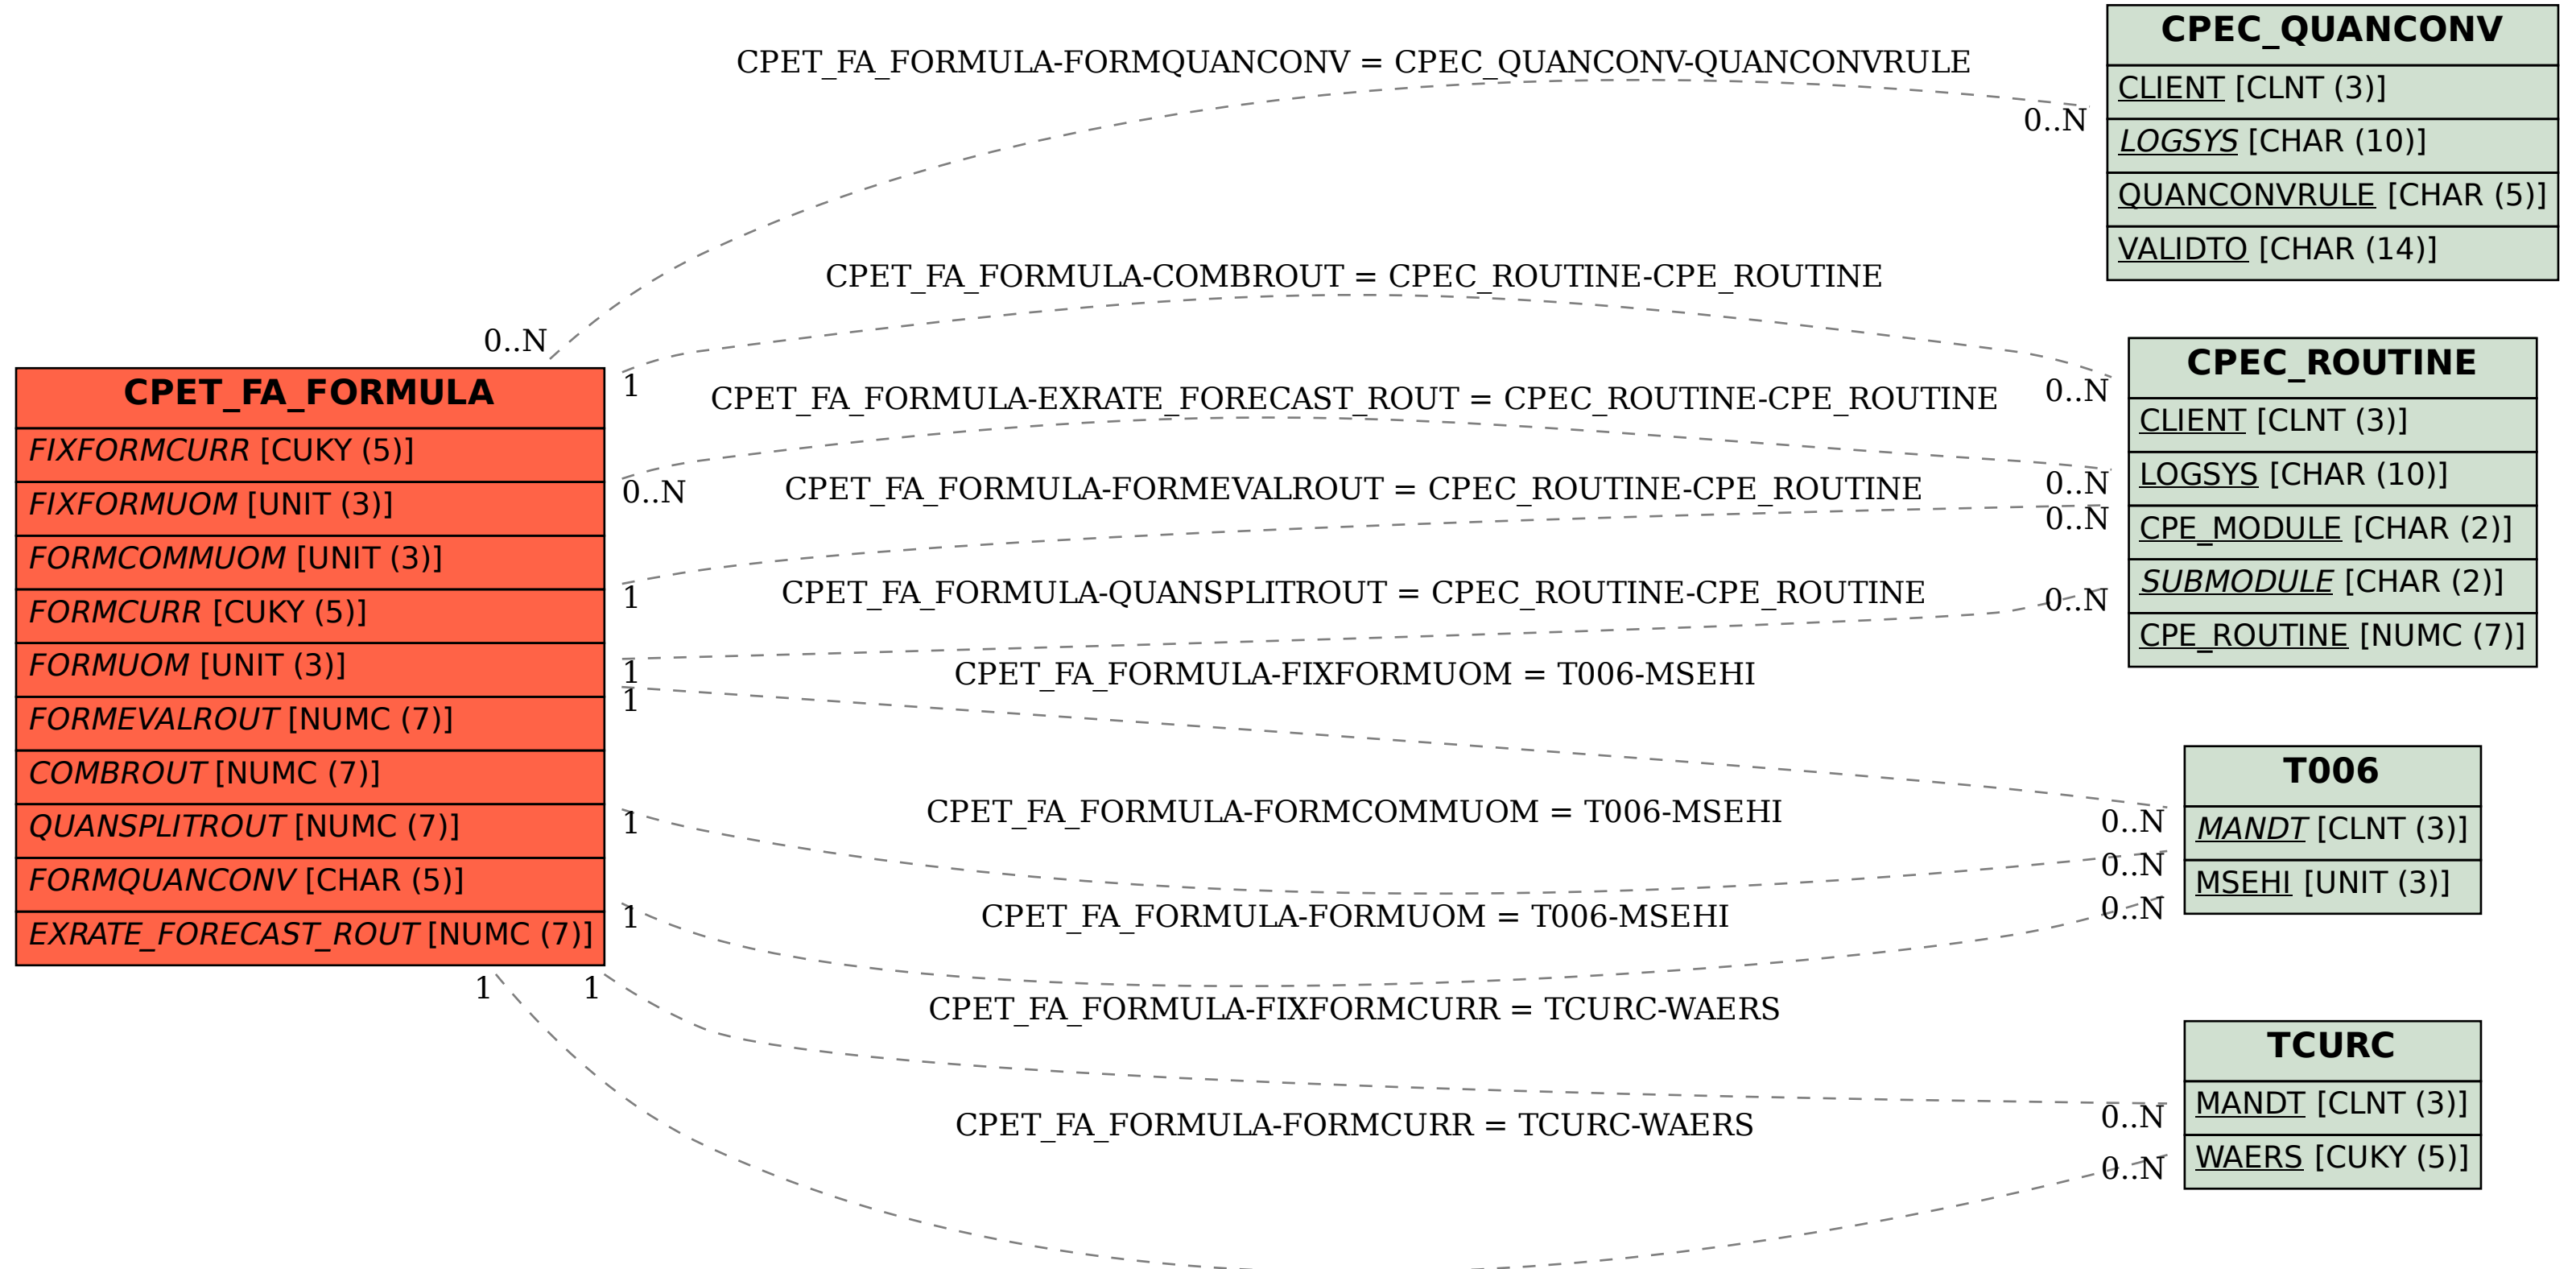 CPET_FA_FORMULA
FIXFORMCURR [CUKY (5)]
FIXFORMUOM [UNIT (3)]
FORMCOMMUOM [UNIT (3)]
FORMCURR [CUKY (5)]
FORMUOM [UNIT (3)]
FORMEVALROUT [NUMC (7)]
COMBROUT [NUMC (7)]
QUANSPLITROUT [NUMC (7)]
FORMQUANCONV [CHAR (5)]
EXRATE_FORECAST_ROUT [NUMC (7)]
CPET_FA_FORMULA-FORMQUANCONV = CPEC_QUANCONV-QUANCONVRULE
0..N
0..N
CPET_FA_FORMULA-COMBROUT = CPEC_ROUTINE-CPE_ROUTINE
1
0..N
CPET_FA_FORMULA-EXRATE_FORECAST_ROUT = CPEC_ROUTINE-CPE_ROUTINE
0..N
0..N
CPET_FA_FORMULA-FORMEVALROUT = CPEC_ROUTINE-CPE_ROUTINE
1
0..N
CPET_FA_FORMULA-QUANSPLITROUT = CPEC_ROUTINE-CPE_ROUTINE
1
0..N
CPET_FA_FORMULA-FIXFORMUOM = T006-MSEHI
1
0..N
CPET_FA_FORMULA-FORMCOMMUOM = T006-MSEHI
1
0..N
CPET_FA_FORMULA-FORMUOM = T006-MSEHI
1
0..N
CPET_FA_FORMULA-FIXFORMCURR = TCURC-WAERS
1
0..N
CPET_FA_FORMULA-FORMCURR = TCURC-WAERS
1
0..N
CPEC_QUANCONV
CLIENT [CLNT (3)]
LOGSYS [CHAR (10)]
QUANCONVRULE [CHAR (5)]
VALIDTO [CHAR (14)]
CPEC_ROUTINE
CLIENT [CLNT (3)]
LOGSYS [CHAR (10)]
CPE_MODULE [CHAR (2)]
SUBMODULE [CHAR (2)]
CPE_ROUTINE [NUMC (7)]
T006
MANDT [CLNT (3)]
MSEHI [UNIT (3)]
TCURC
MANDT [CLNT (3)]
WAERS [CUKY (5)]